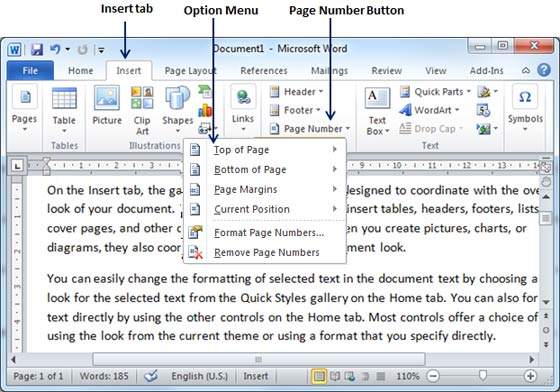 Insert tab Option Menu Page Number Button
Document1 - Microsoft Word
File Home Insert Page Layout References Mailings Review View Add-Ins
Pages Table Picture Clip Art Shapes Links Header Footer Page Number Text Box Quick Parts WordArt Drop Cap Symbols
Tables Illustrations
Top of Page
Bottom of Page
Page Margins
Current Position
Format Page Numbers...
Remove Page Numbers
On the Insert tab, the ga esigned to coordinate with the ove
look of your document. insert tables, headers, footers, lists
cover pages, and other n you create pictures, charts, or
diagrams, they also coor ment look.
You can easily change the formatting of selected text in the document text by choosing a
look for the selected text from the Quick Styles gallery on the Home tab. You can also for
text directly by using the other controls on the Home tab. Most controls offer a choice of
using the look from the current theme or using a format that you specify directly.
Page: 1 of 1 Words: 185 English (U.S.) Insert 110%